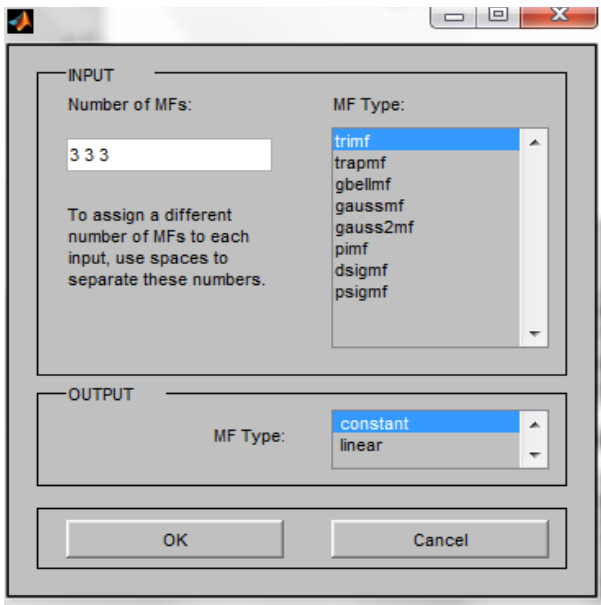 INPUT
Number of MFs:
3 3 3
To assign a different
number of MFs to each
input, use spaces to
separate these numbers.
MF Type:
trimf
trapmf
gbellmf
gaussmf
gauss2mf
pimf
dsigmf
psigmf
OUTPUT
MF Type:
constant
linear
OK
Cancel